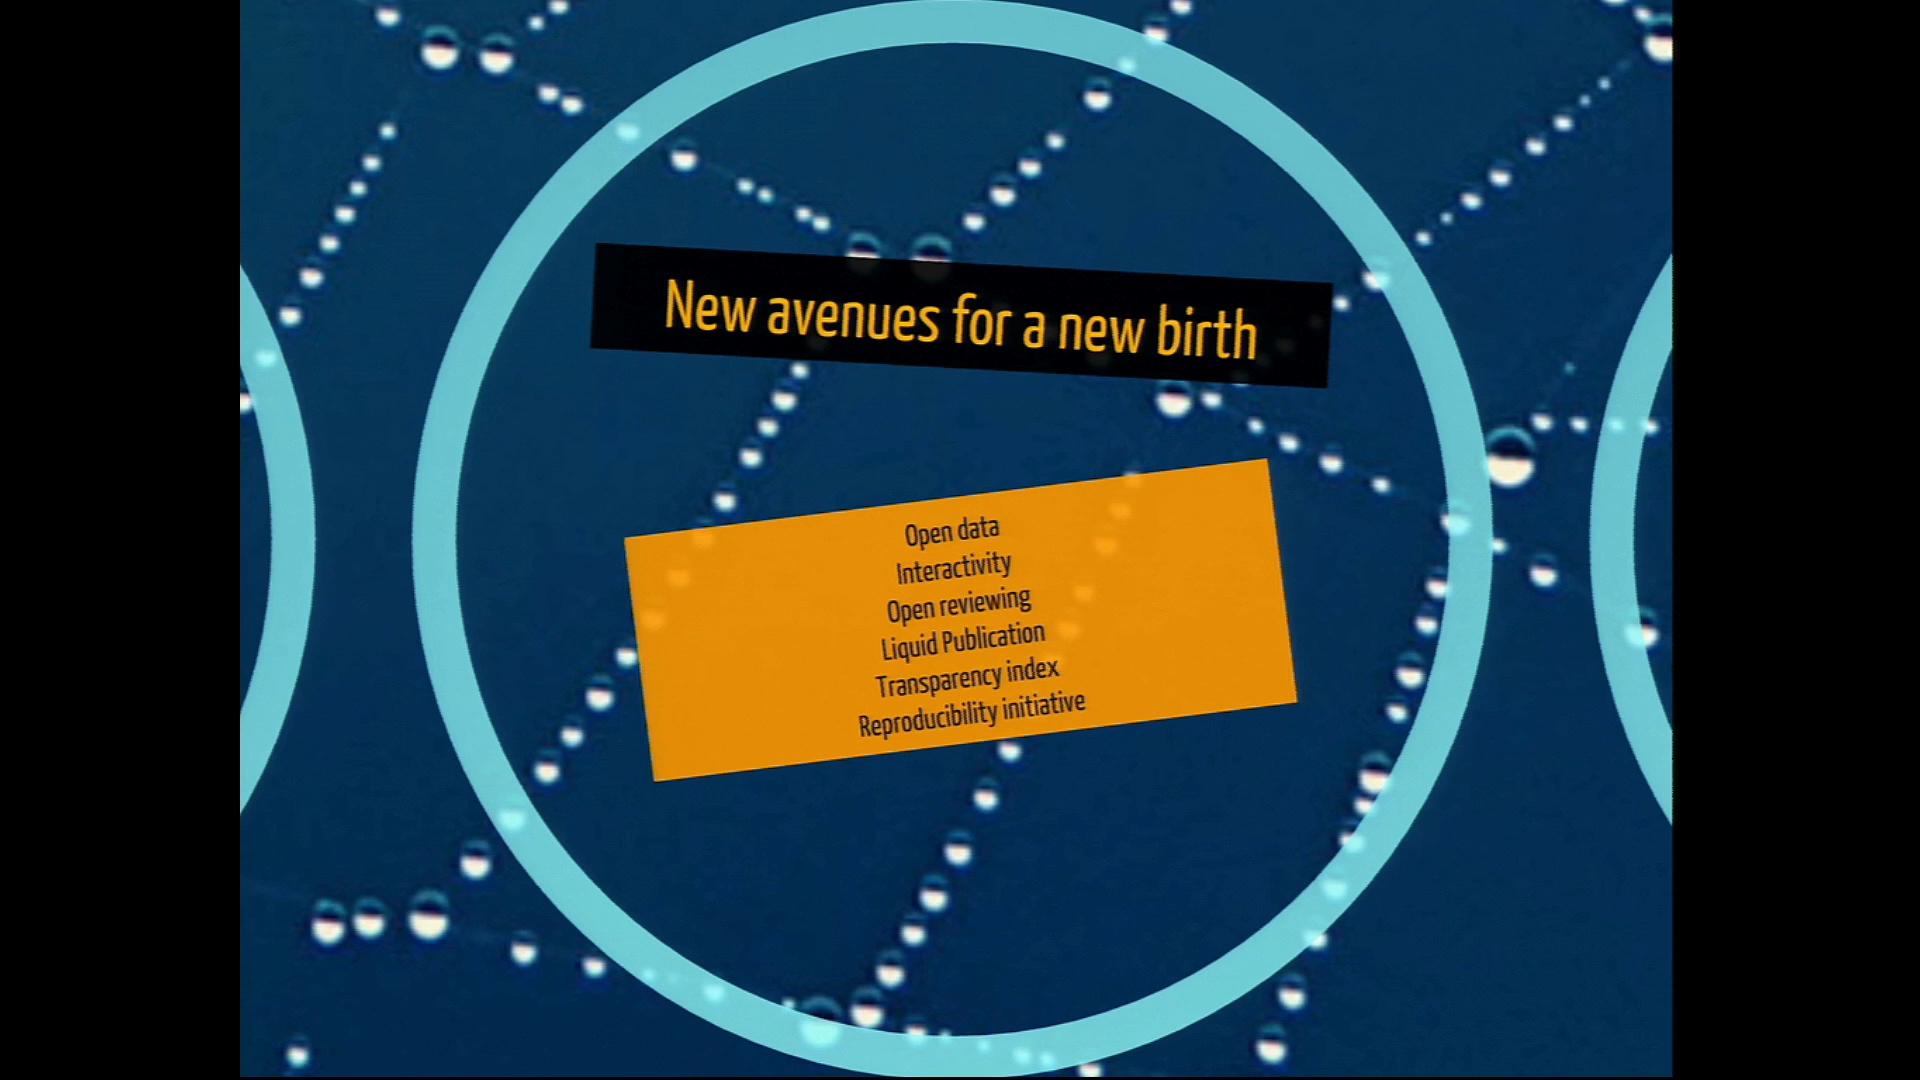 New avenues for a new birth
Open data
Interactivity
Open reviewing
Liquid Publication
Transparency index
Reproducibility initiative